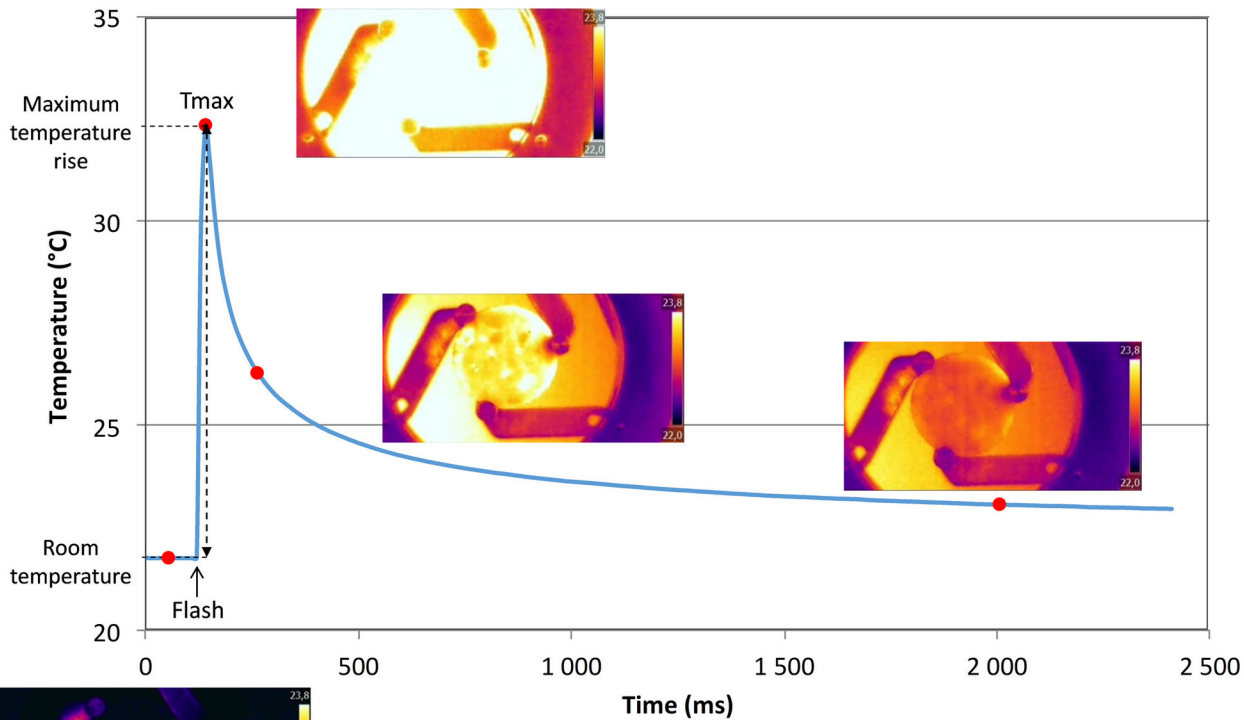 35
23,8
22,0
Maximum
temperature
rise
Tmax
30
Temperature (°C)
23,8
22,0
23,8
22,0
25
Room
temperature
Flash
20
0
500
1 000
1 500
2 000
2 500
Time (ms)
23,8